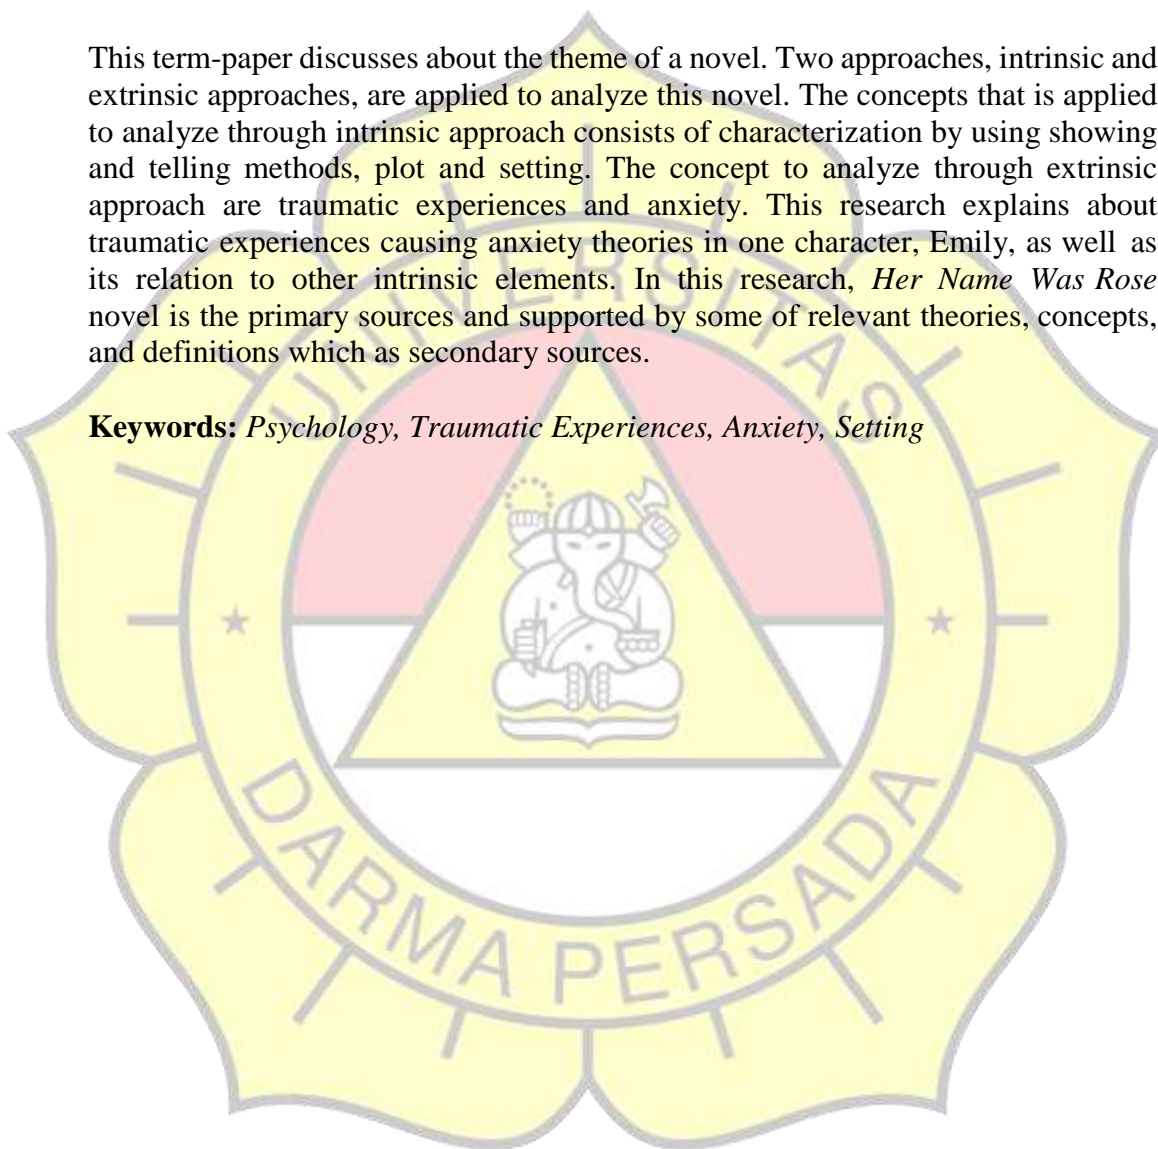 This term-paper discusses about the theme of a novel. Two approaches, intrinsic and
extrinsic approaches, are applied to analyze this novel. The concepts that is applied
to analyze through intrinsic approach consists of characterization by using showing
and telling methods, plot and setting. The concept to analyze through extrinsic
approach are traumatic experiences and anxiety. This research explains about
traumatic experiences causing anxiety theories in one character, Emily, as well as
its relation to other intrinsic elements. In this research, Her Name Was Rose
novel is the primary sources and supported by some of relevant theories, concepts,
and definitions which as secondary sources.
Keywords: Psychology, Traumatic Experiences, Anxiety, Setting
UNIVERSITAS
DARMA PERSADA